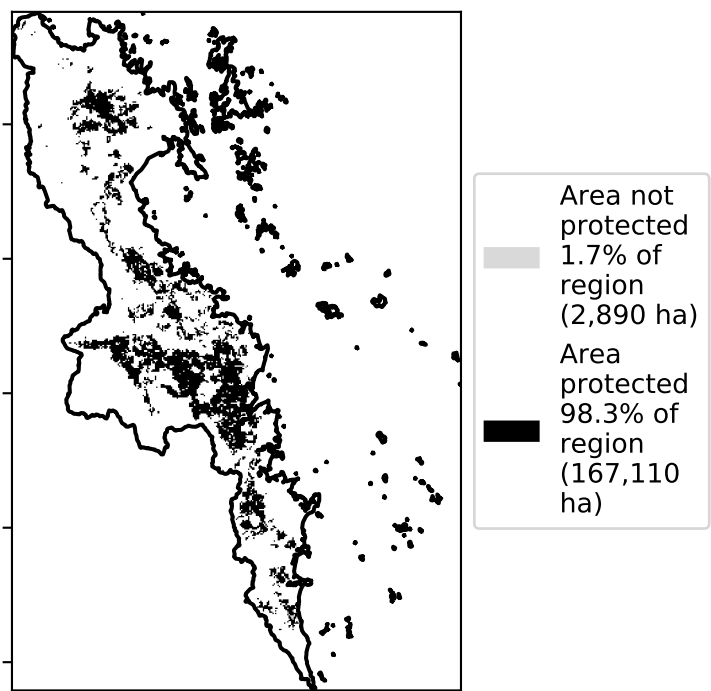 Area not
protected
1.7% of
region
(2,890 ha)
Area
protected
98.3% of
region
(167,110
ha)